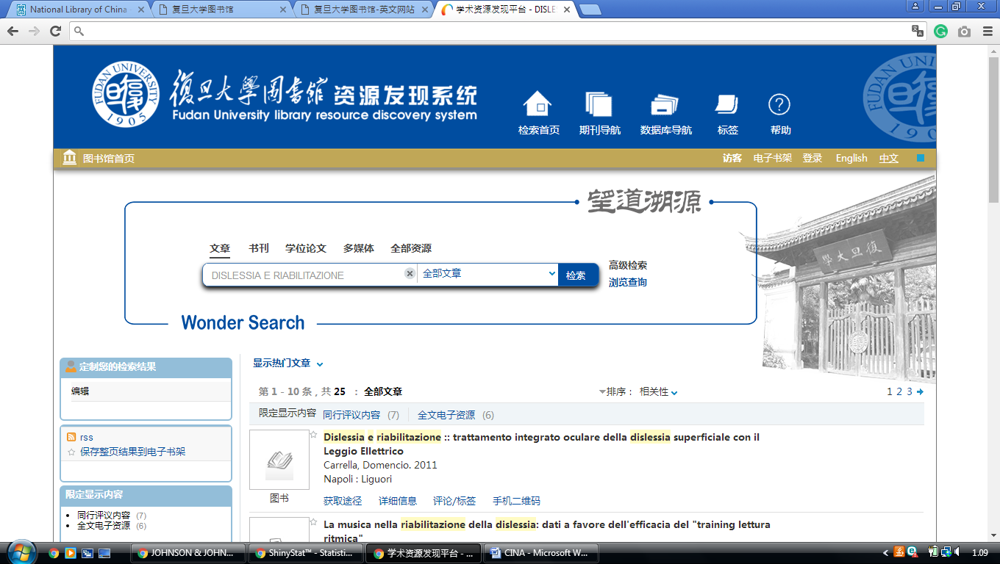 National Library of China -
复旦大学图书馆
复旦大学图书馆-英文网站
学术资源发现平台 - DISLE
FUDAN UNIVERSITY
1905
復旦大學圖書館 资源发现系统
Fudan University library resource discovery system
检索首页
期刊导航
数据库导航
标签
帮助
图书馆首页
访客 电子书架 登录 English 中文
望道溯源
復旦大學
文章 书刊 学位论文 多媒体 全部资源
DISLESSIA E RIABILITAZIONE 全部文章 检索
高级检索
浏览查询
Wonder Search
定制您的检索结果
编辑
rss
保存整页结果到电子书架
限定显示内容
同行评议内容 (7)
全文电子资源 (6)
显示热门文章
第 1 - 10 条，共 25 : 全部文章 排序： 相关性 1 2 3
限定显示内容 同行评议内容 (7) 全文电子资源 (6)
图书
Dislessia e riabilitazione :: trattamento integrato oculare della dislessia superficiale con il
Leggio Ellettrico
Carrella, Domencio. 2011
Napoli : Liguori
获取途径 详细信息 评论/标签 手机二维码
La musica nella riabilitazione della dislessia: dati a favore dell'efficacia del "training lettura
ritmica"
JOHNSON & JOHN...
ShinyStat™ - Statisti...
学术资源发现平台 - ...
CINA - Microsoft W...
1.09